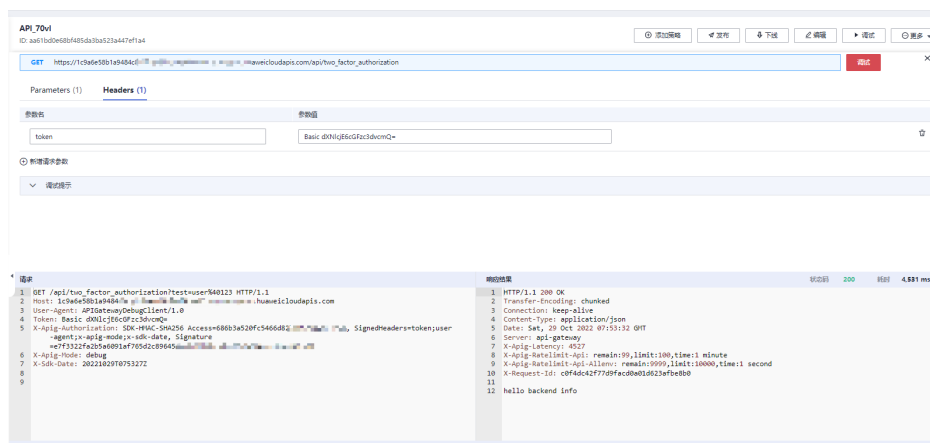 API_70vl
ID: aa61bd0e68bf485da3ba523a447ef1a4
添加策略 发布 下线 编辑 调试 更多
GET https://1c9a6e58b1a9484c aweicloudapis.com/api/two_factor_authorization 调试
Parameters (1) Headers (1)
参数名 参数值
token Basic dXNlcjE6cGFzc3dvcmQ=
新增请求参数
调试提示
请求
1 GET /api/two_factor_authorization?test=user%40123 HTTP/1.1
2 Host: 1c9a6e58b1a9484 .huaweicloudapis.com
3 User-Agent: APIGatewayDebugClient/1.0
4 Token: Basic dXNlcjE6cGFzc3dvcmQ=
5 X-Apig-Authorization: SDK-HMAC-SHA256 Access=686b3a520fc5466d82 , SignedHeaders=token;user
-agent;x-apig-mode;x-sdk-date, Signature
=e7f3322fa2b5a6091af765d2c89645
6 X-Apig-Mode: debug
7 X-Sdk-Date: 20221029T075327Z
8
9
响应结果 状态码 200 耗时 4,531 ms
1 HTTP/1.1 200 OK
2 Transfer-Encoding: chunked
3 Connection: keep-alive
4 Content-Type: application/json
5 Date: Sat, 29 Oct 2022 07:53:32 GMT
6 Server: api-gateway
7 X-Apig-Latency: 4527
8 X-Apig-Ratelimit-Api: remain:99,limit:100,time:1 minute
9 X-Apig-Ratelimit-Api-Allenv: remain:9999,limit:10000,time:1 second
10 X-Request-Id: c0f4dc42f77d9facd0a01d623afbe8b0
11
12 hello backend info